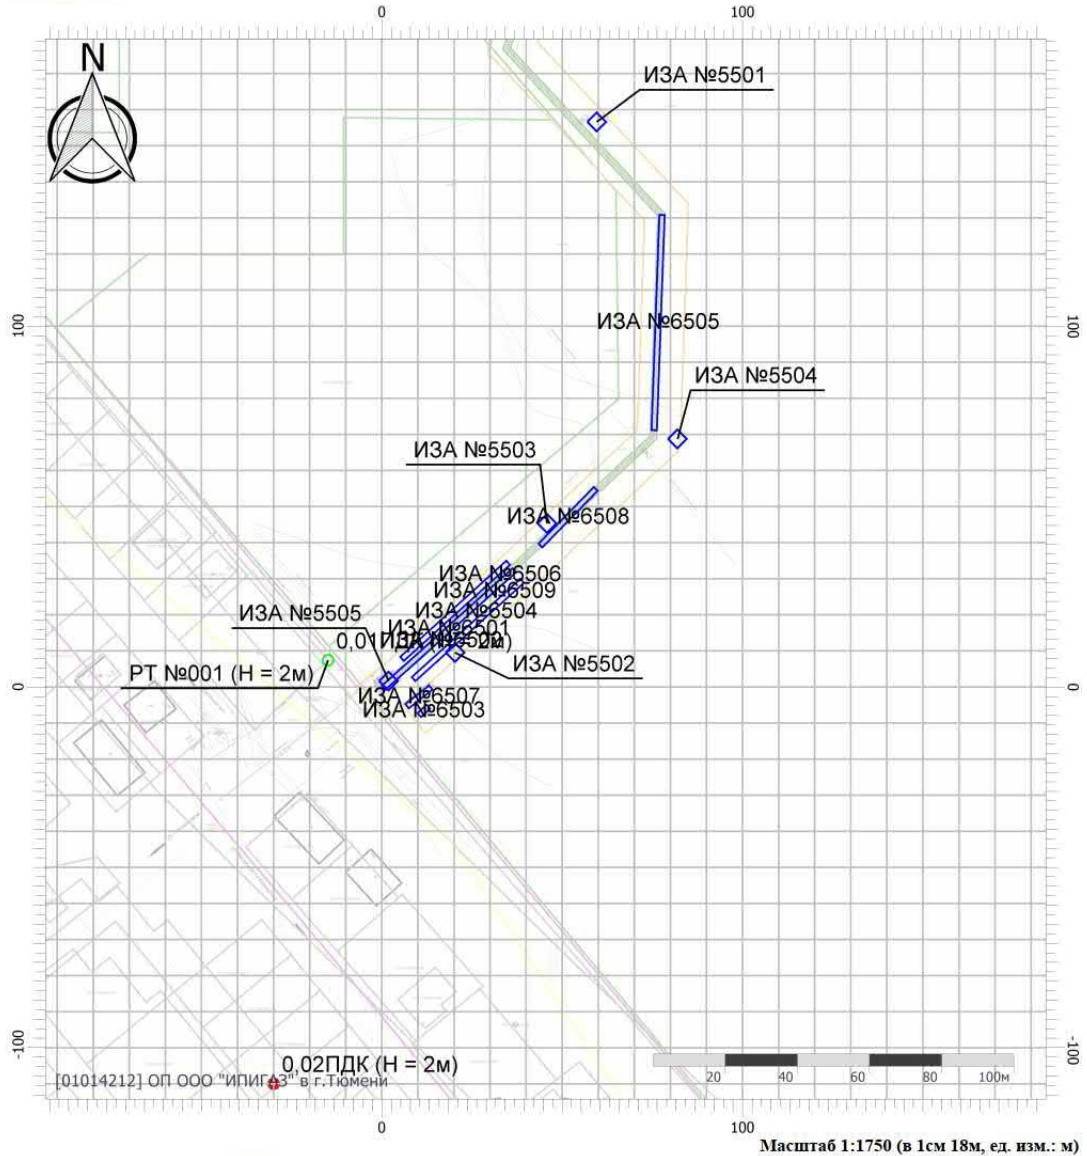 0 100
N
ИЗА №5501
100 ИЗА №6505 100
ИЗА №5504
ИЗА №5503
ИЗА №6508
ИЗА №6506
ИЗА №6509
ИЗА №6504
ИЗА №5505
ИЗА №6501
ИЗА №5502
РТ №001 (Н = 2м)
0 0
ИЗА №6507
ИЗА №6503
-100 -100
0,02ПДК (Н = 2м)
[01014212] ОП ООО "ИПИГАЗ" в г.Тюмени
20 40 60 80 100м
0 100
Масштаб 1:1750 (в 1см 18м, ед. изм.: м)